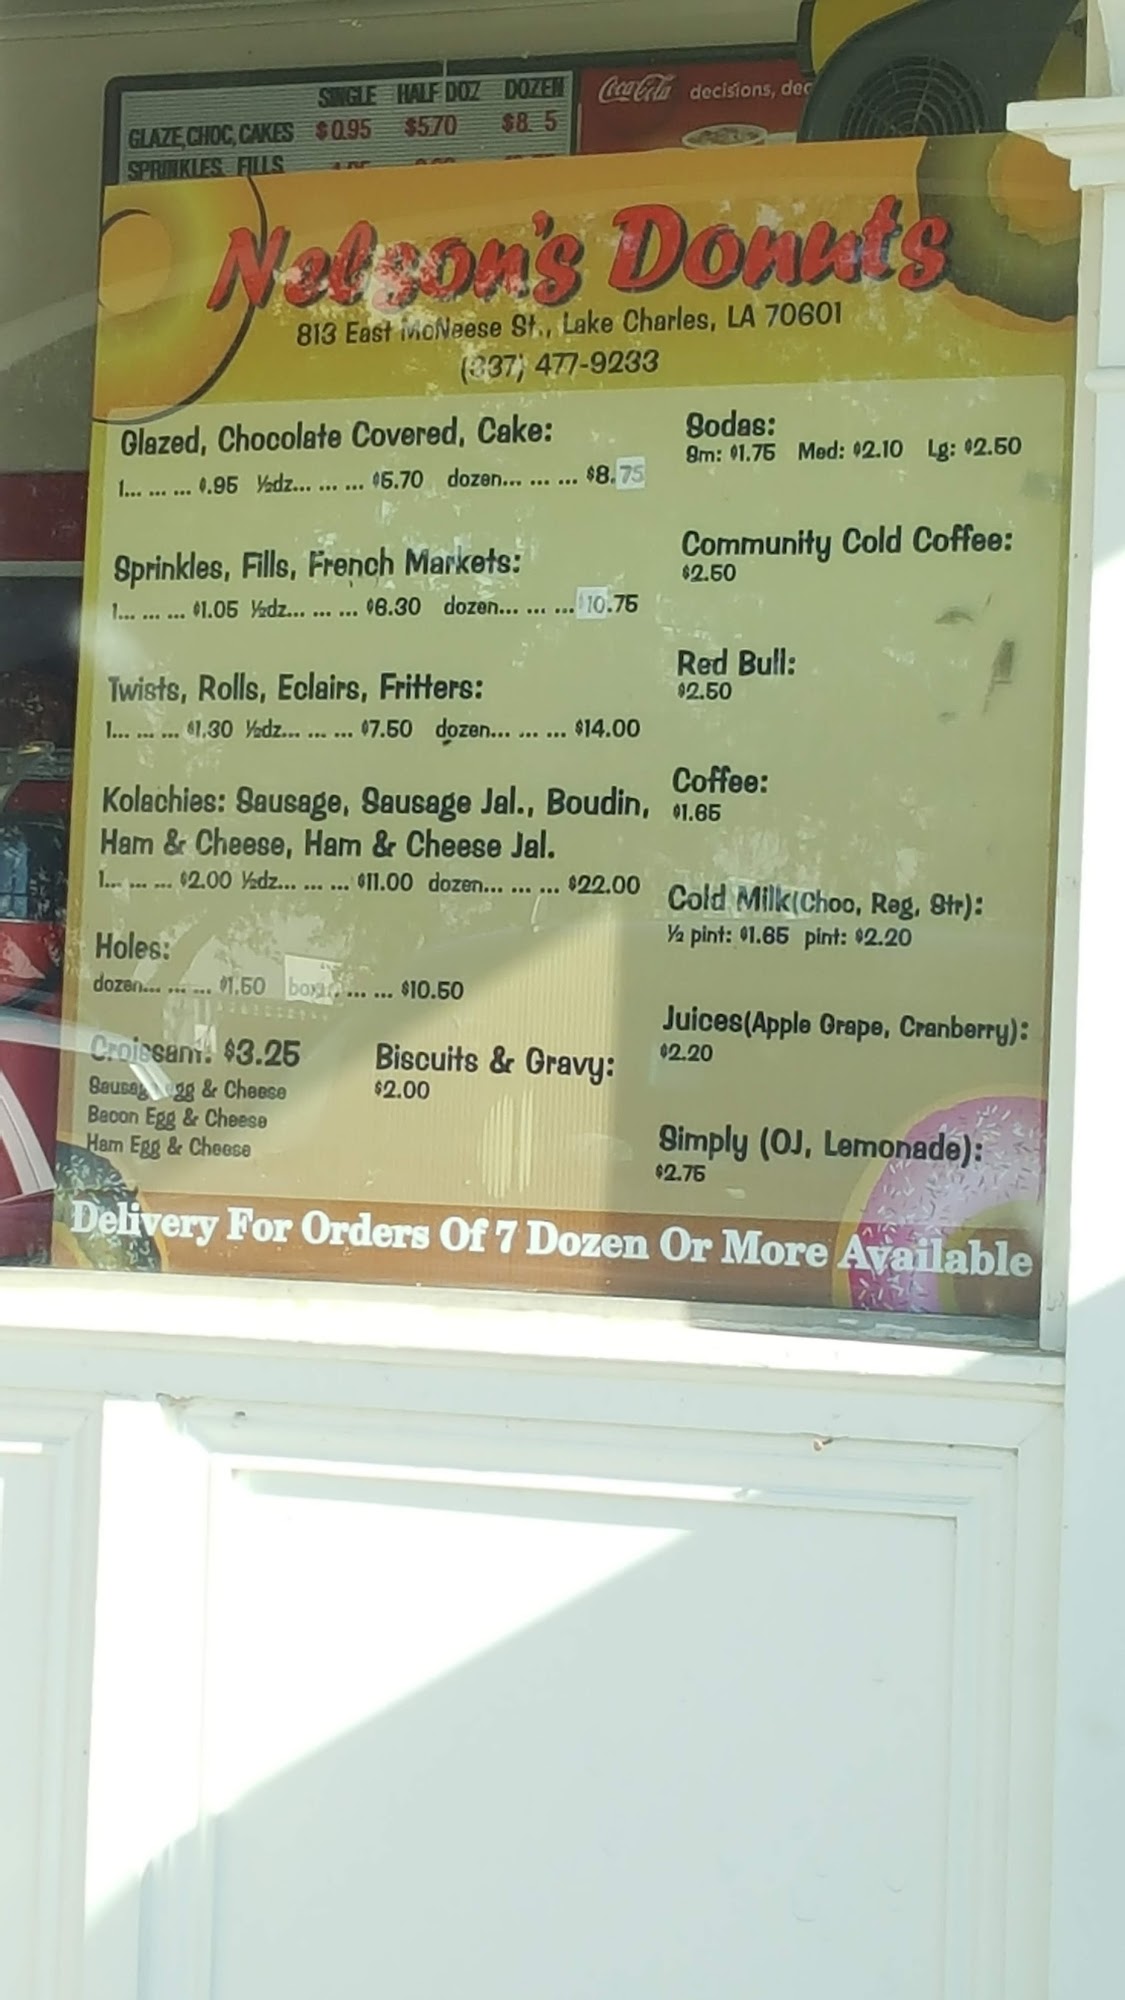 SINGLE HALF DOZ DOZEN
GLAZE, CHOC, CAKES $0.95 $5.70 $8. 5
SPRINKLES, FILLS
Coca-Cola decisions, dec
Nelson's Donuts
813 East McNeese St., Lake Charles, LA 70601
(337) 477-9233
Glazed, Chocolate Covered, Cake:
1... ... ... $.95 ½dz... ... ... $5.70 dozen... ... ... $8.75
Sprinkles, Fills, French Markets:
1... ... ... $1.05 ½dz... ... ... $6.30 dozen... ... ... $10.75
Twists, Rolls, Eclairs, Fritters:
1... ... ... $1.30 ½dz... ... ... $7.50 dozen... ... ... $14.00
Kolachies: Sausage, Sausage Jal., Boudin,
Ham & Cheese, Ham & Cheese Jal.
1... ... ... $2.00 ½dz... ... ... $11.00 dozen... ... ... $22.00
Holes:
dozen... ... ... $1.50 box... ... ... $10.50
Croissant: $3.25
Sausage Egg & Cheese
Bacon Egg & Cheese
Ham Egg & Cheese
Biscuits & Gravy:
$2.00
Sodas:
Sm: $1.75 Med: $2.10 Lg: $2.50
Community Cold Coffee:
$2.50
Red Bull:
$2.50
Coffee:
$1.65
Cold Milk(Choo, Reg, Str):
½ pint: $1.65 pint: $2.20
Juices(Apple Grape, Cranberry):
$2.20
Simply (OJ, Lemonade):
$2.75
Delivery For Orders Of 7 Dozen Or More Available